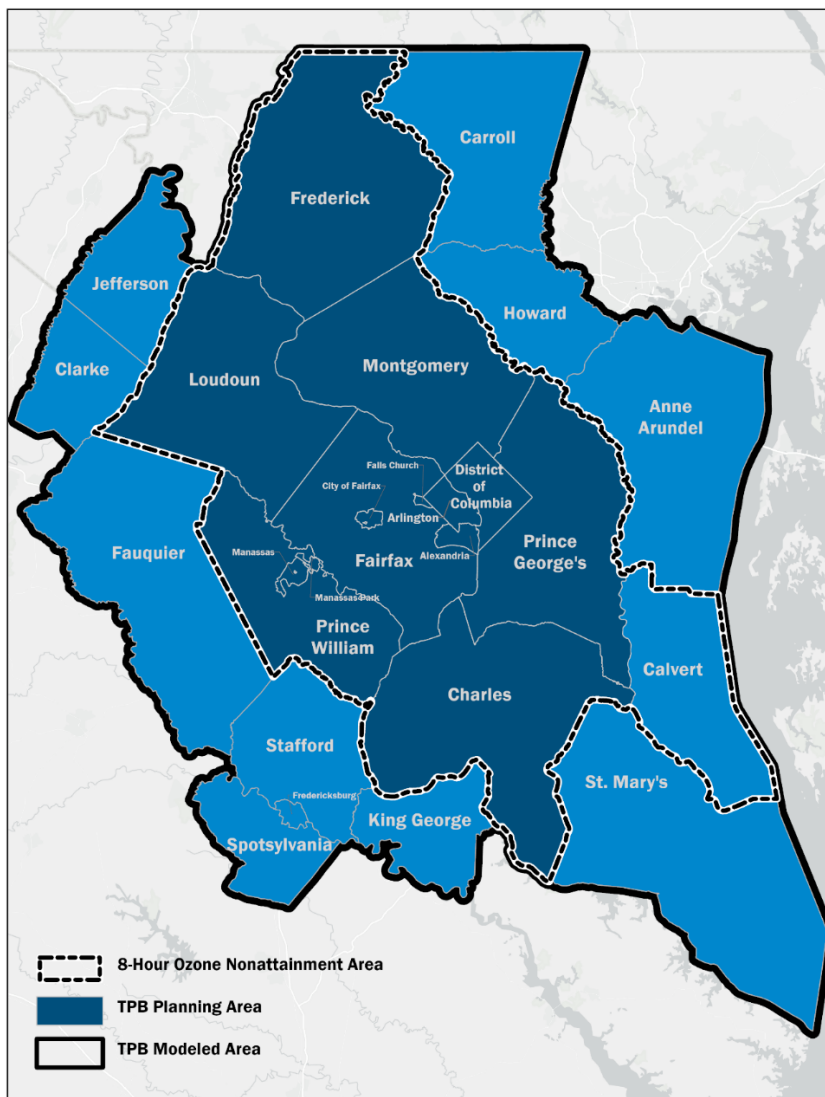 Carroll
Frederick
Jefferson
Howard
Clarke
Loudoun
Montgomery
Anne
Arundel
Falls Church
District
of
Columbia
City of Fairfax
Arlington
Fauquier
Manassas
Fairfax
Alexandria
Prince
George's
Manassas Park
Prince
William
Calvert
Charles
Stafford
St. Mary's
Fredericksburg
King George
Spotsylvania
8-Hour Ozone Nonattainment Area
TPB Planning Area
TPB Modeled Area